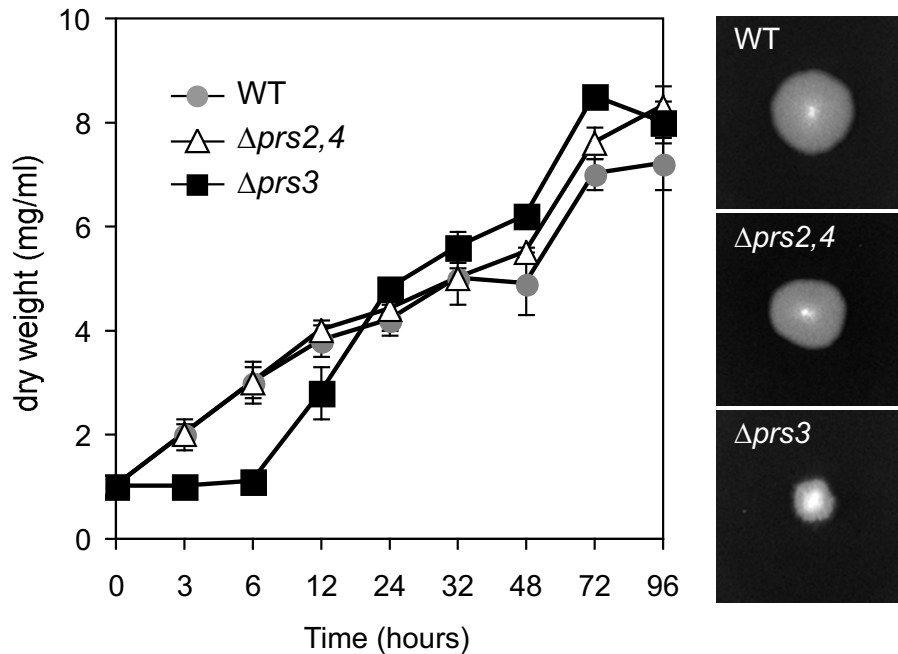 10
8
6
4
2
0
dry weight (mg/ml)
WT
Δprs2,4
Δprs3
0 3 6 12 24 32 48 72 96
Time (hours)
WT
Δprs2,4
Δprs3